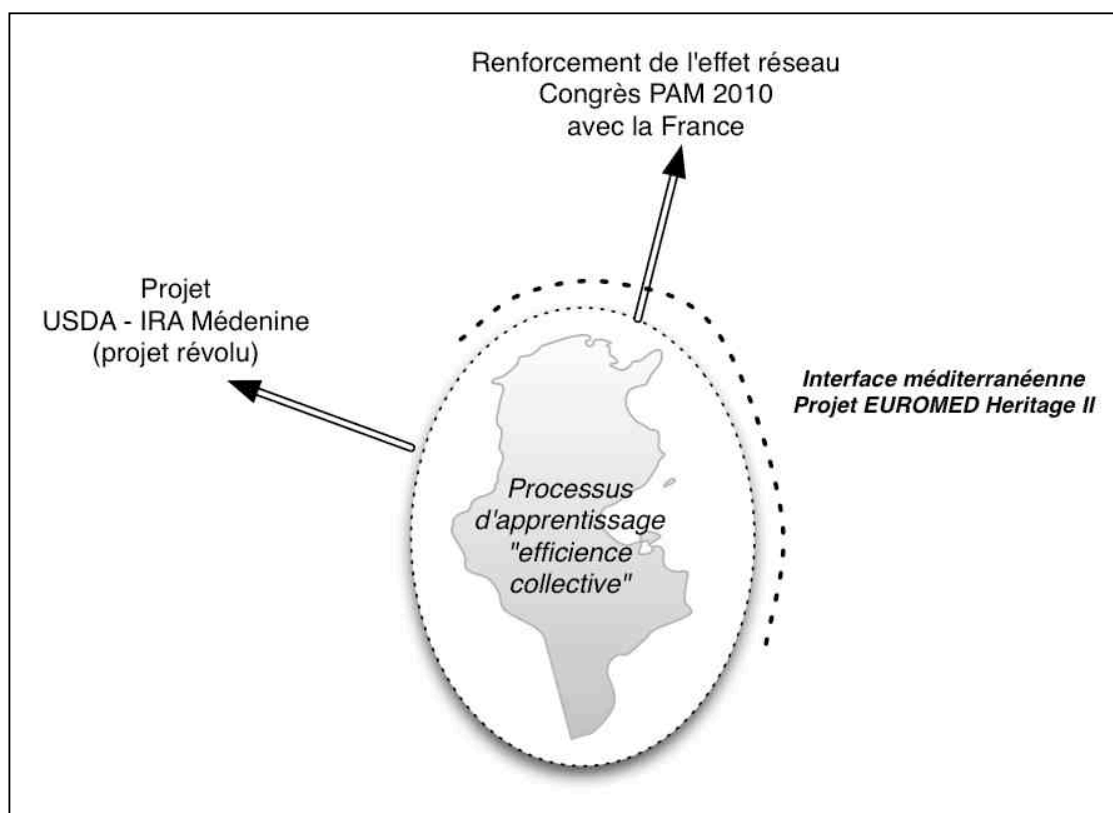 Renforcement de l'effet réseau
Congrès PAM 2010
avec la France
Projet
USDA - IRA Médenine
(projet révolu)
Interface méditerranéenne
Projet EUROMED Heritage II
Processus
d'apprentissage
"efficience
collective"